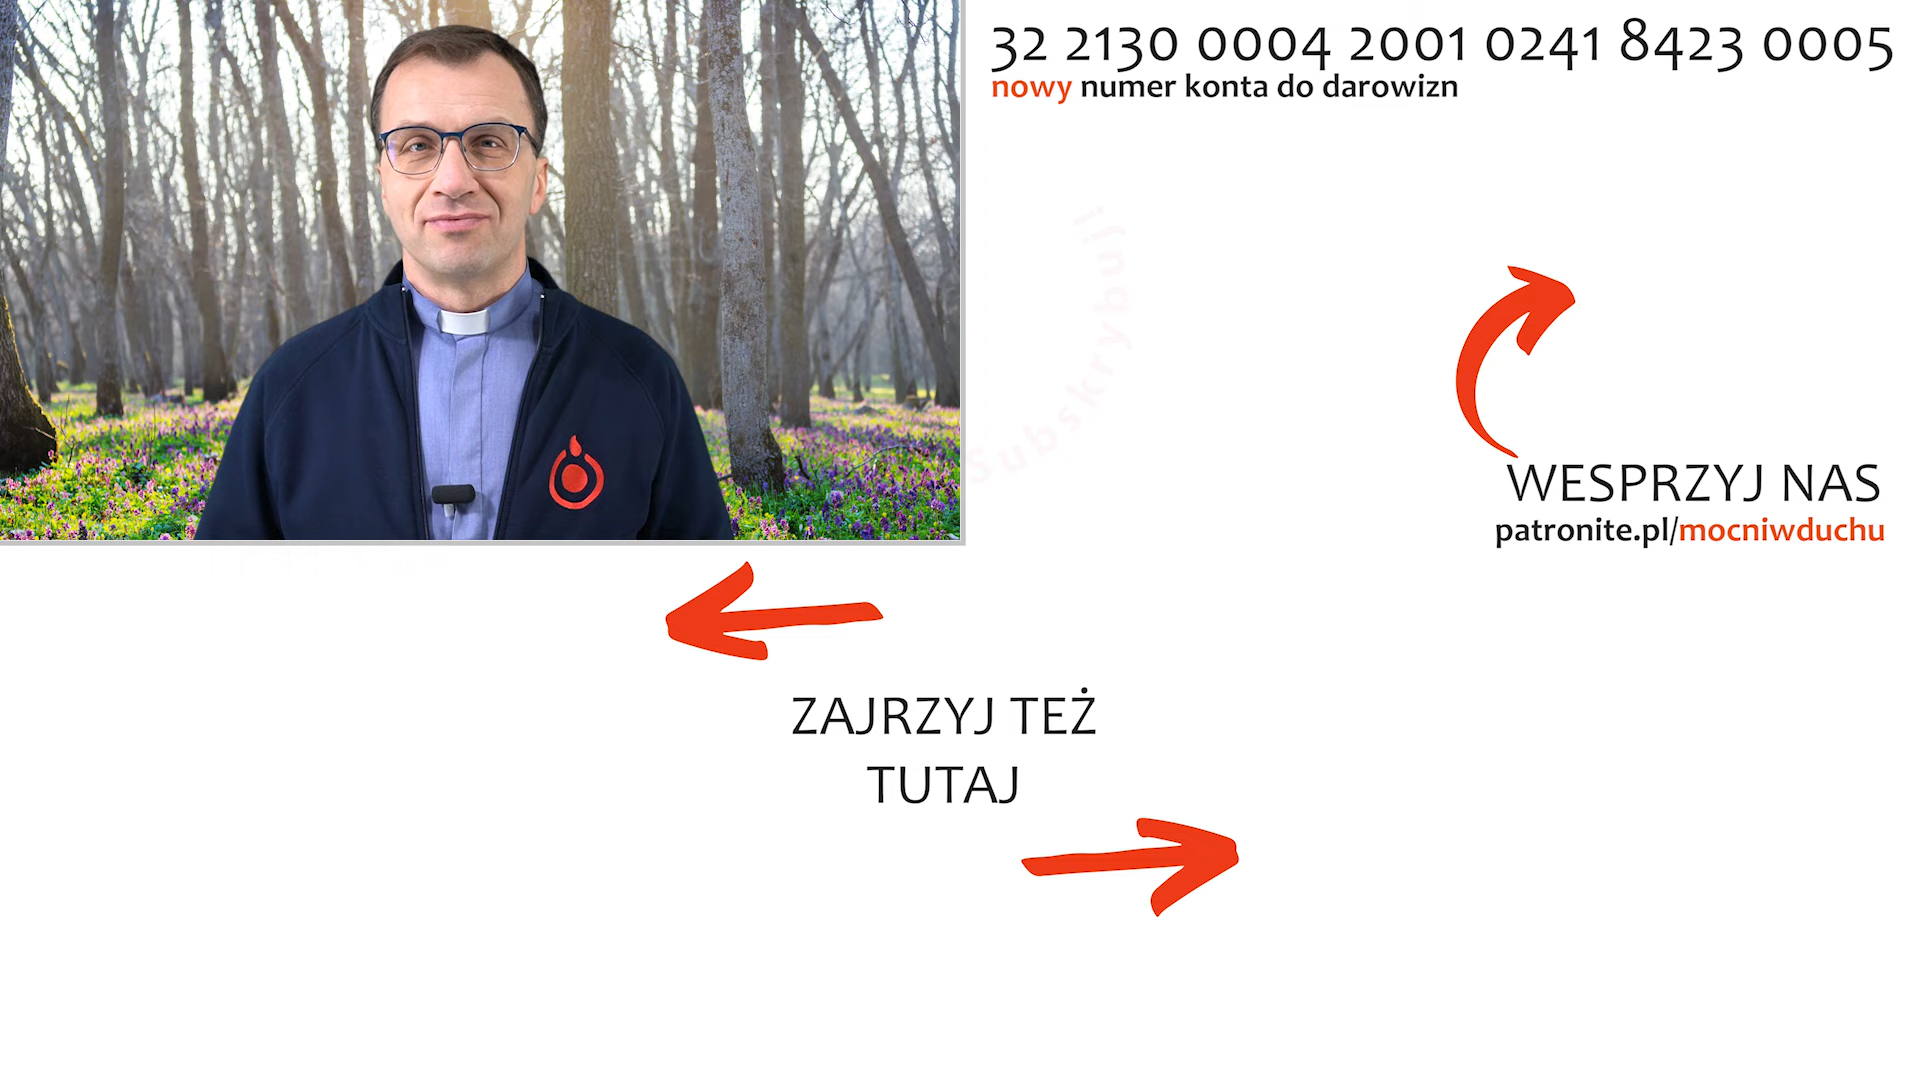 32 2130 0004 2001 0241 8423 0005
nowy numer konta do darowizn
Subskrybuj!
WESPRZYJ NAS
patronite.pl/mocniwduchu
ZAJRZYJ TEŻ
TUTAJ